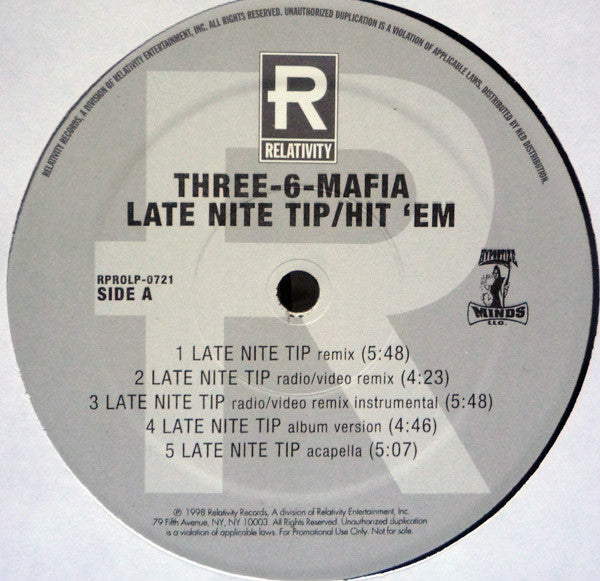 RELATIVITY RECORDS, A DIVISION OF RELATIVITY ENTERTAINMENT, INC. ALL RIGHTS RESERVED. UNAUTHORIZED DUPLICATION IS A VIOLATION OF APPLICABLE LAWS. DISTRIBUTED BY RED DISTRIBUTION.
R
RELATIVITY
THREE-6-MAFIA
LATE NITE TIP/HIT ‘EM
RPROLP-0721
SIDE A
HYPNOTIZE
MINDS
LLC.
1 LATE NITE TIP remix (5:48)
2 LATE NITE TIP radio/video remix (4:23)
3 LATE NITE TIP radio/video remix instrumental (5:48)
4 LATE NITE TIP album version (4:46)
5 LATE NITE TIP acapella (5:07)
℗ 1998 Relativity Records, A division of Relativity Entertainment, Inc.
79 Fifth Avenue, NY, NY 10003. All Rights Reserved. Unauthorized duplication
is a violation of applicable laws. For Promotional Use Only. Not for sale.